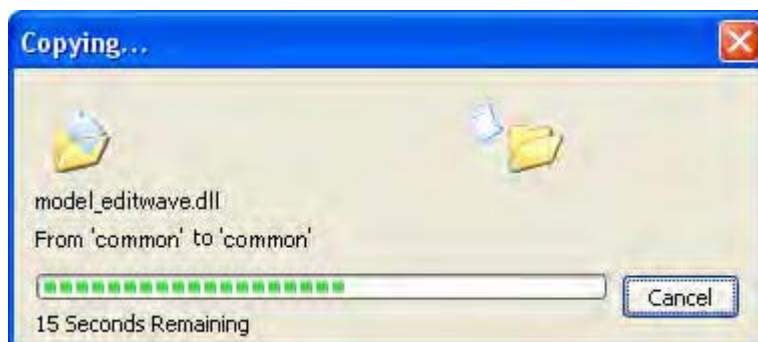 Copying...
model_editwave.dll
From 'common' to 'common'
Cancel
15 Seconds Remaining